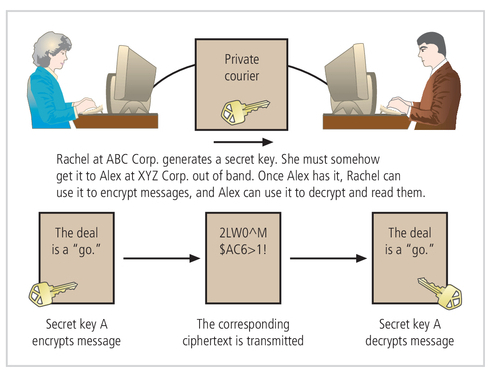 Private
courier
Rachel at ABC Corp. generates a secret key. She must somehow
get it to Alex at XYZ Corp. out of band. Once Alex has it, Rachel can
use it to encrypt messages, and Alex can use it to decrypt and read them.
The deal
is a “go.”
2LW0^M
$AC6>1!
The deal
is a “go.”
Secret key A
encrypts message
The corresponding
ciphertext is transmitted
Secret key A
decrypts message